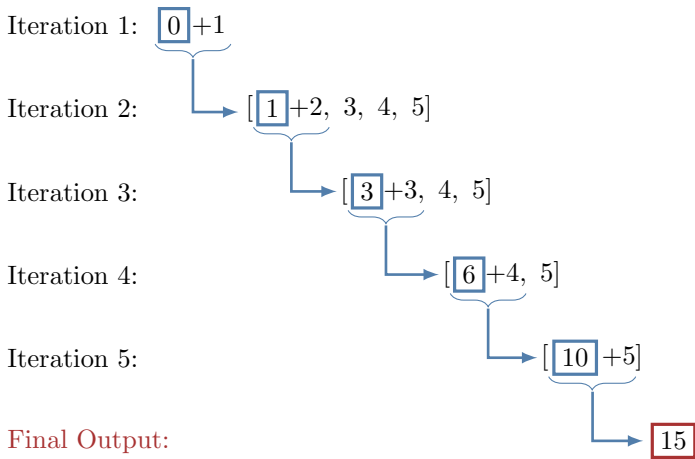 Iteration 1: 0 +1
Iteration 2: [ 1 +2, 3, 4, 5]
Iteration 3: [ 3 +3, 4, 5]
Iteration 4: [ 6 +4, 5]
Iteration 5: [ 10 +5]
Final Output: 15